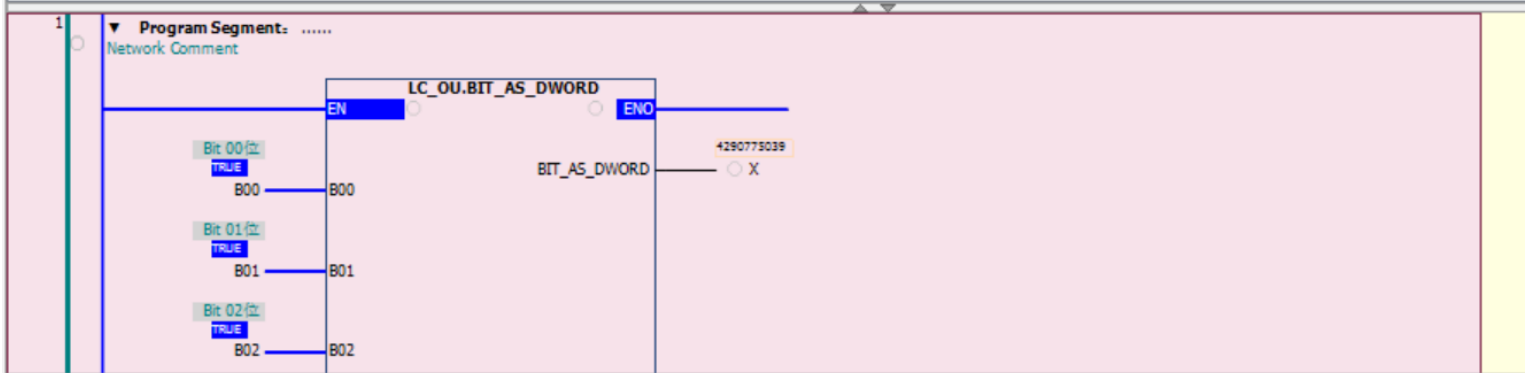 1
▼ Program Segment： ......
Network Comment
LC_OU.BIT_AS_DWORD
EN ENO
Bit 00位 4290775039
TRUE BIT_AS_DWORD X
B00 B00
Bit 01位
TRUE
B01 B01
Bit 02位
TRUE
B02 B02